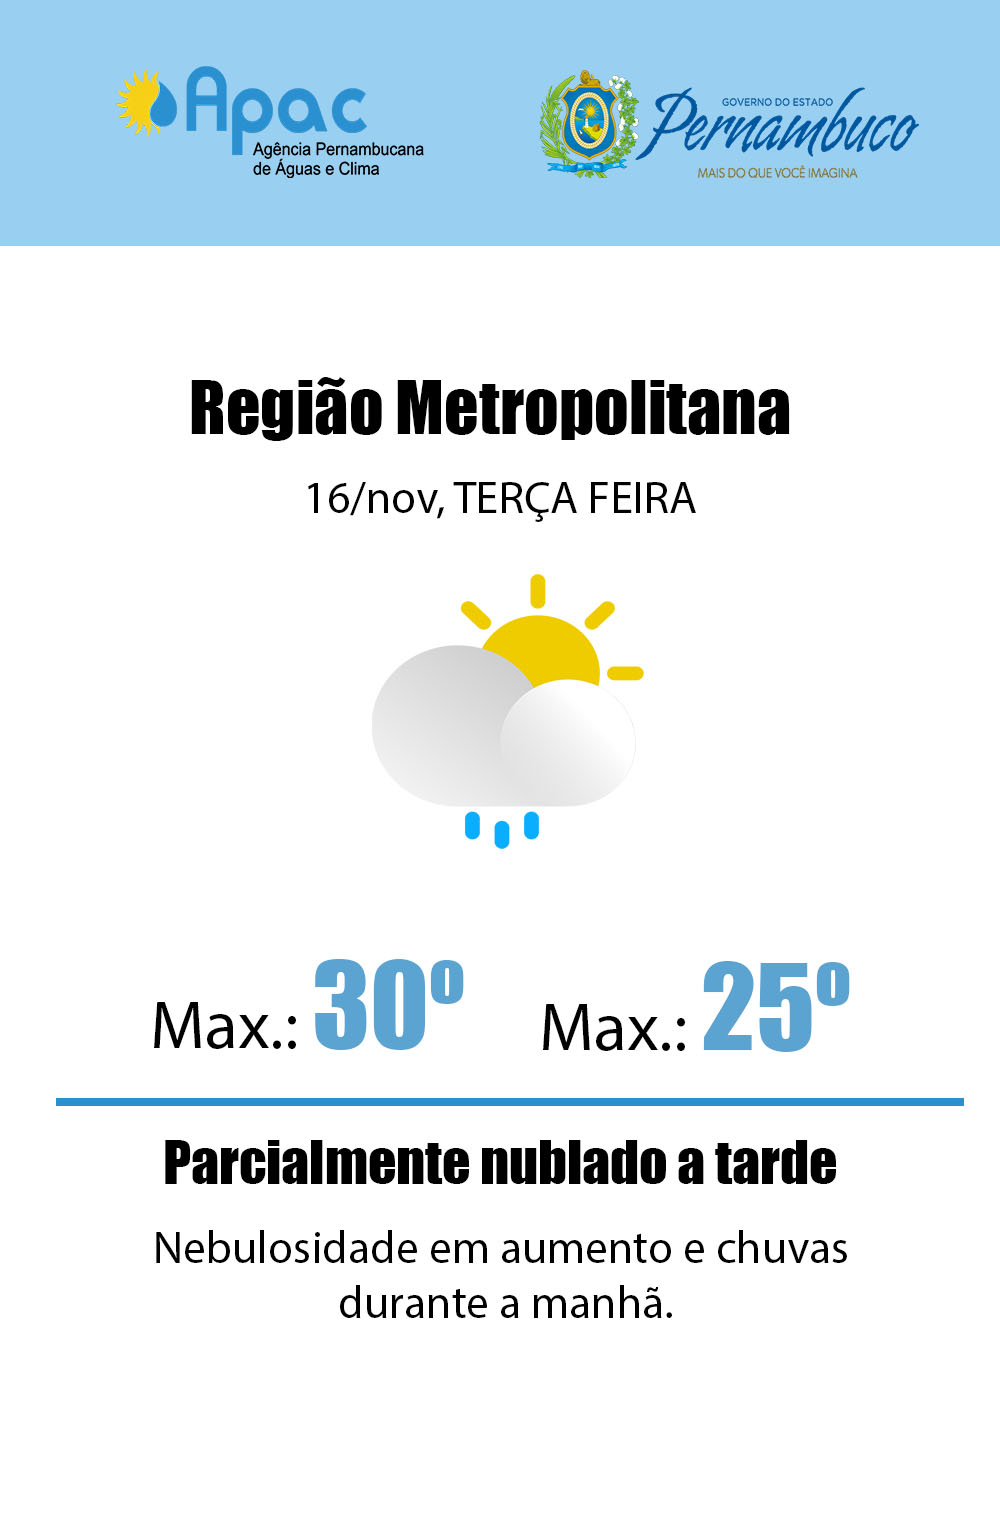 Apac
Agência Pernambucana
de Águas e Clima
GOVERNO DO ESTADO
Pernambuco
MAIS DO QUE VOCÊ IMAGINA
Região Metropolitana
16/nov, TERÇA FEIRA
Max.: 30º Max.: 25º
Parcialmente nublado a tarde
Nebulosidade em aumento e chuvas
durante a manhã.